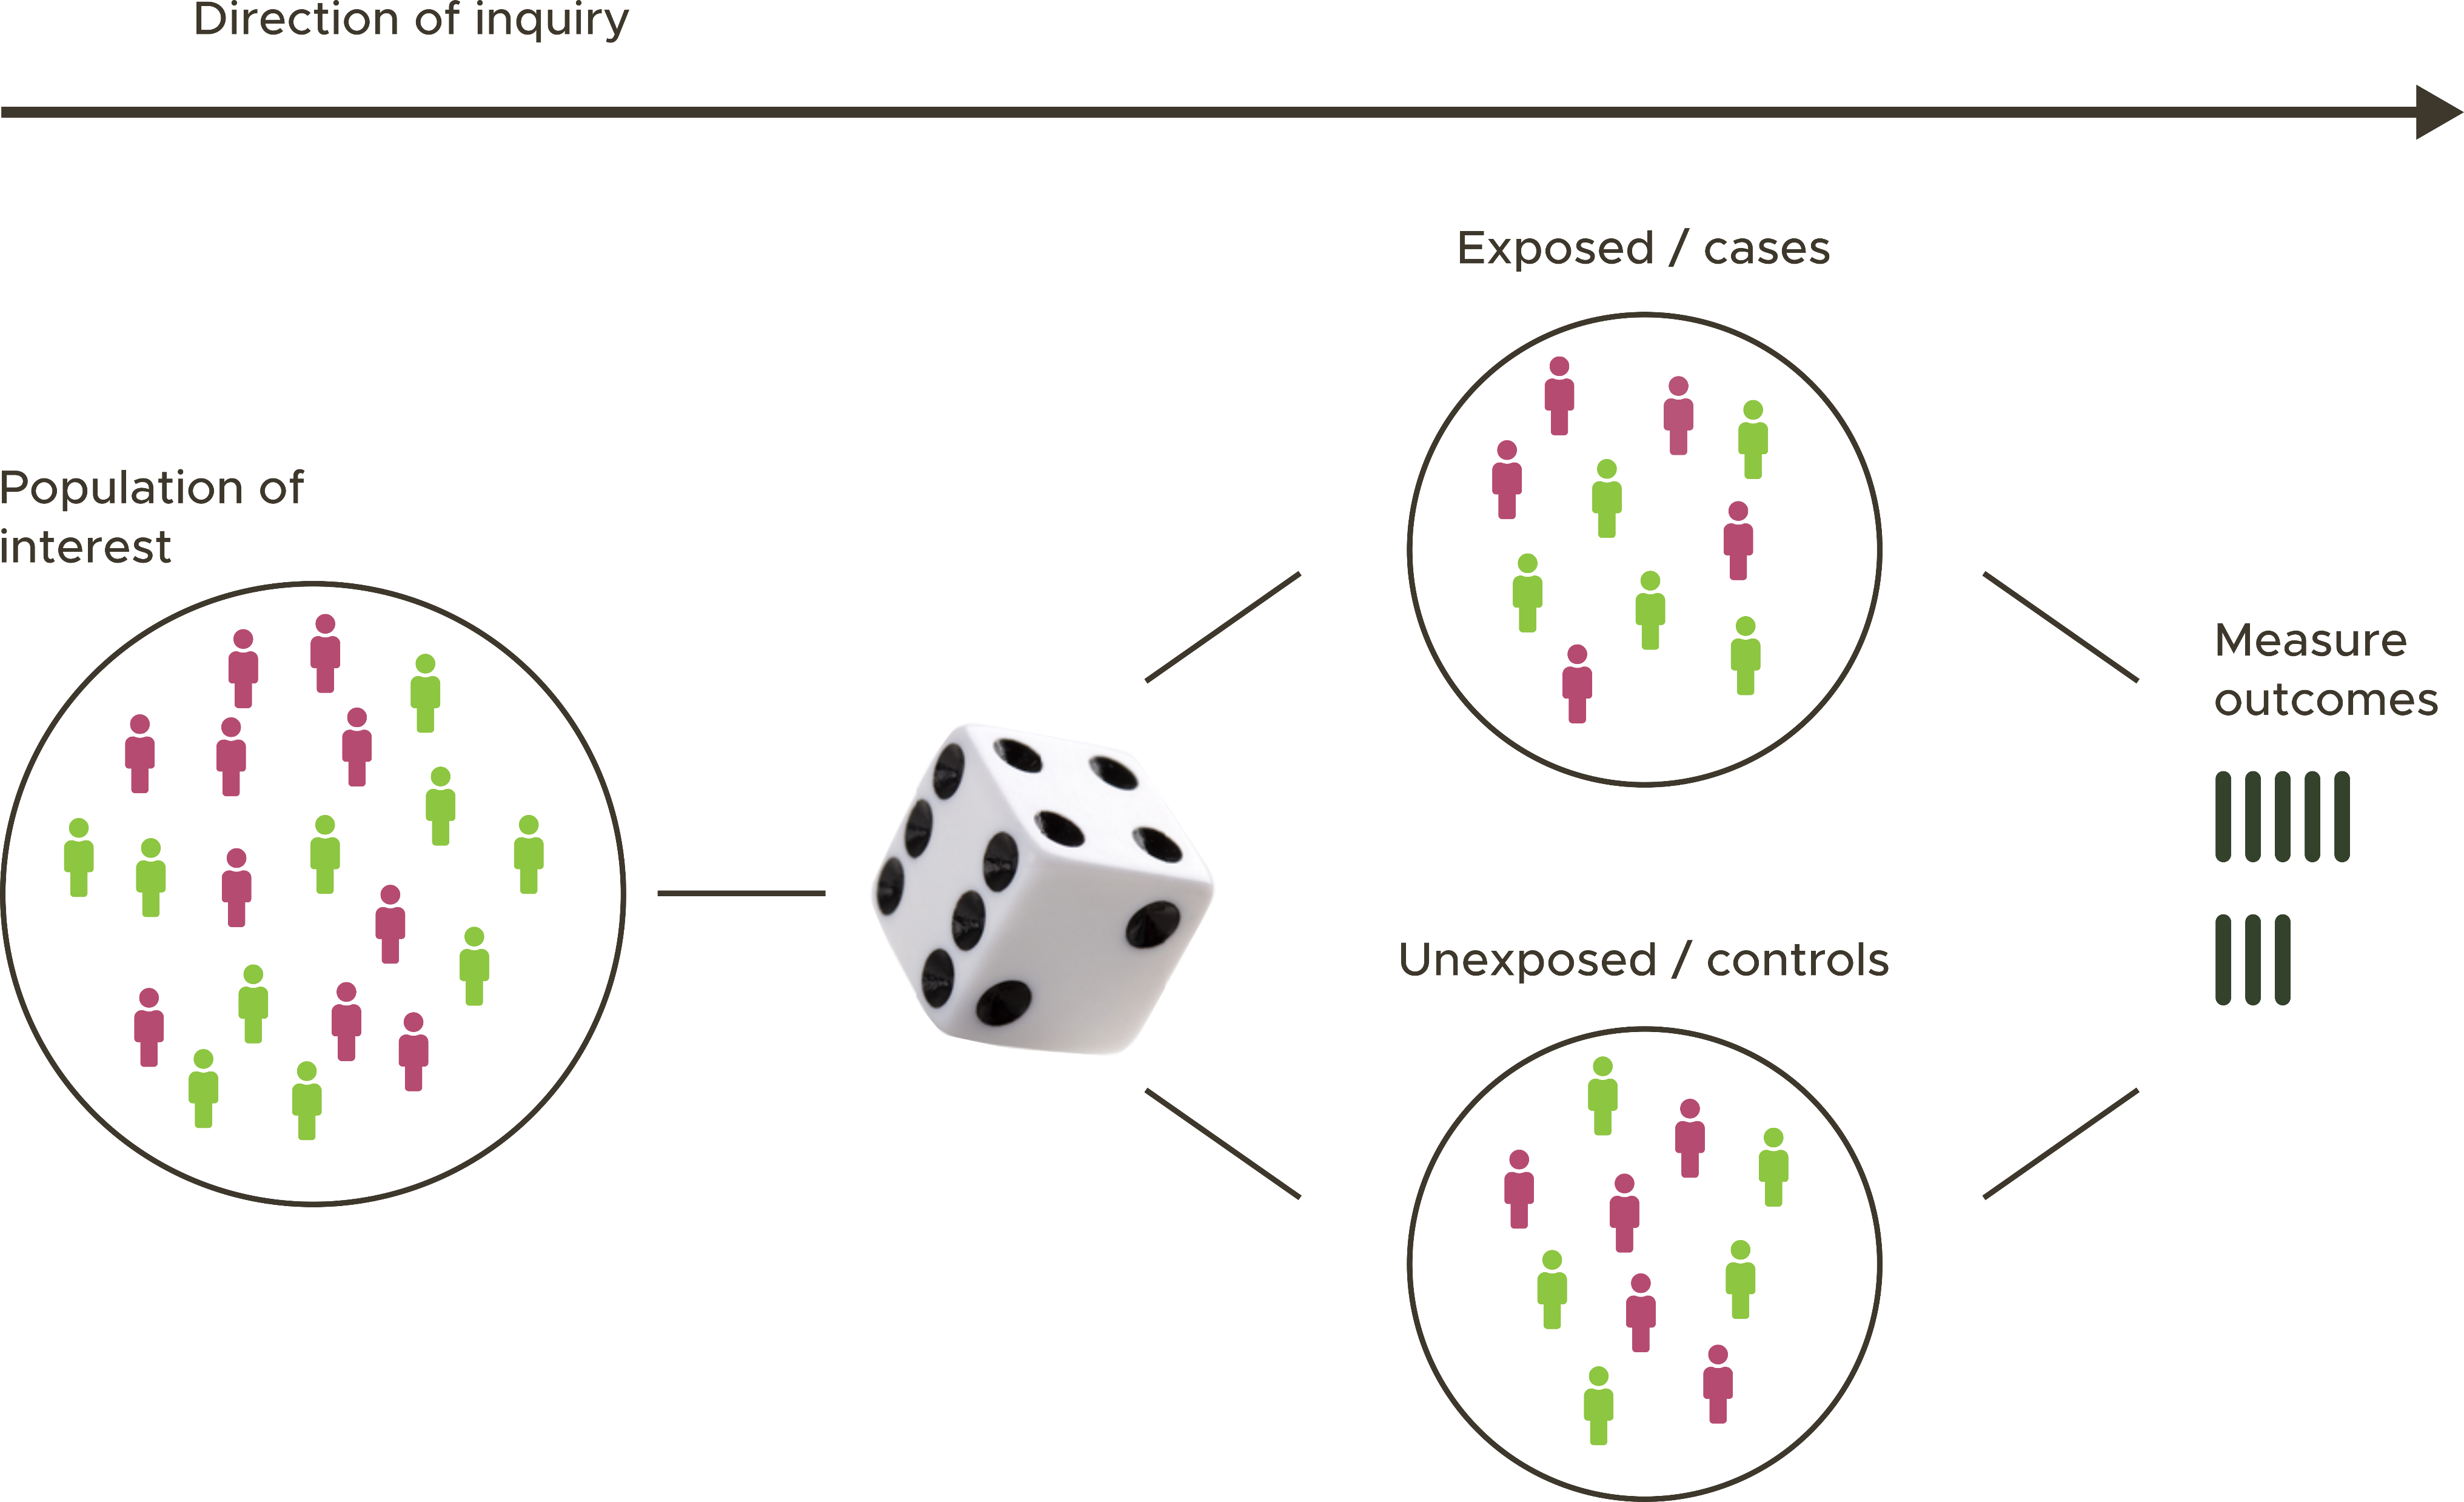 Direction of inquiry
Exposed / cases
Population of
interest
Measure
outcomes
Unexposed / controls